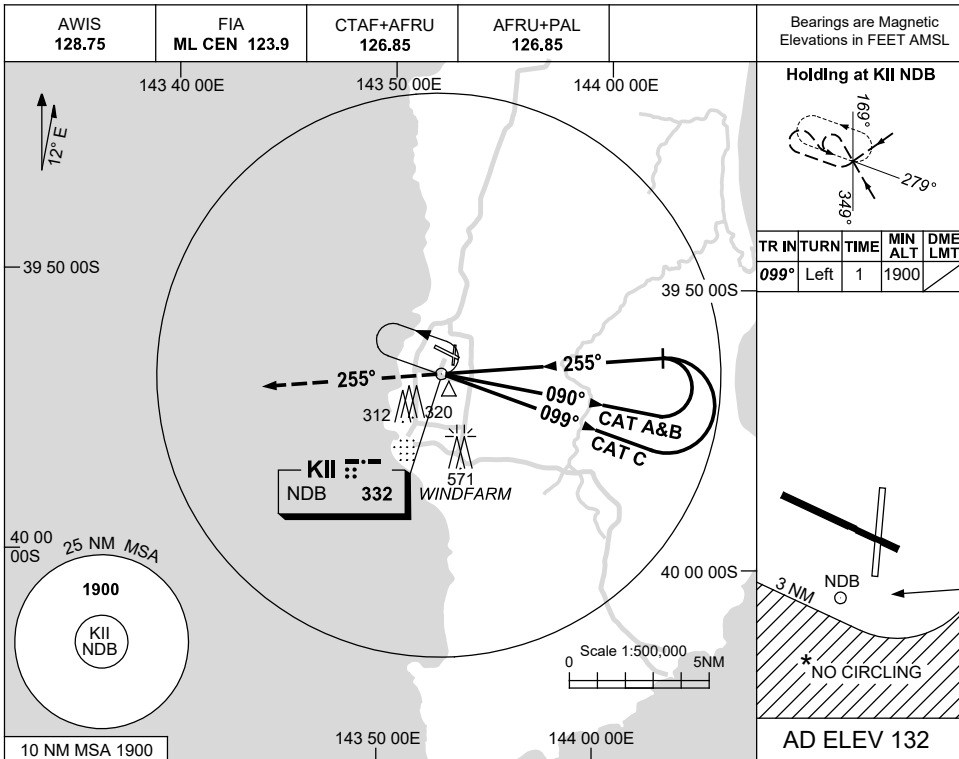 AWIS
128.75
FIA
ML CEN 123.9
CTAF+AFRU
126.85
AFRU+PAL
126.85
Bearings are Magnetic
Elevations in FEET AMSL
143 40 00E
143 50 00E
144 00 00E
12° E
Holding at KII NDB
169°
279°
349°
TR IN TURN TIME MIN ALT DME LMT
099° Left 1 1900
39 50 00S
39 50 00S
255°
255°
090°
099°
CAT A&B
CAT C
312
320
KII
NDB 332
571
WINDFARM
40 00
00S
25 NM MSA
1900
KII
NDB
40 00 00S
Scale 1:500,000
0 5NM
NDB
3 NM
*NO CIRCLING
10 NM MSA 1900
143 50 00E
144 00 00E
AD ELEV 132